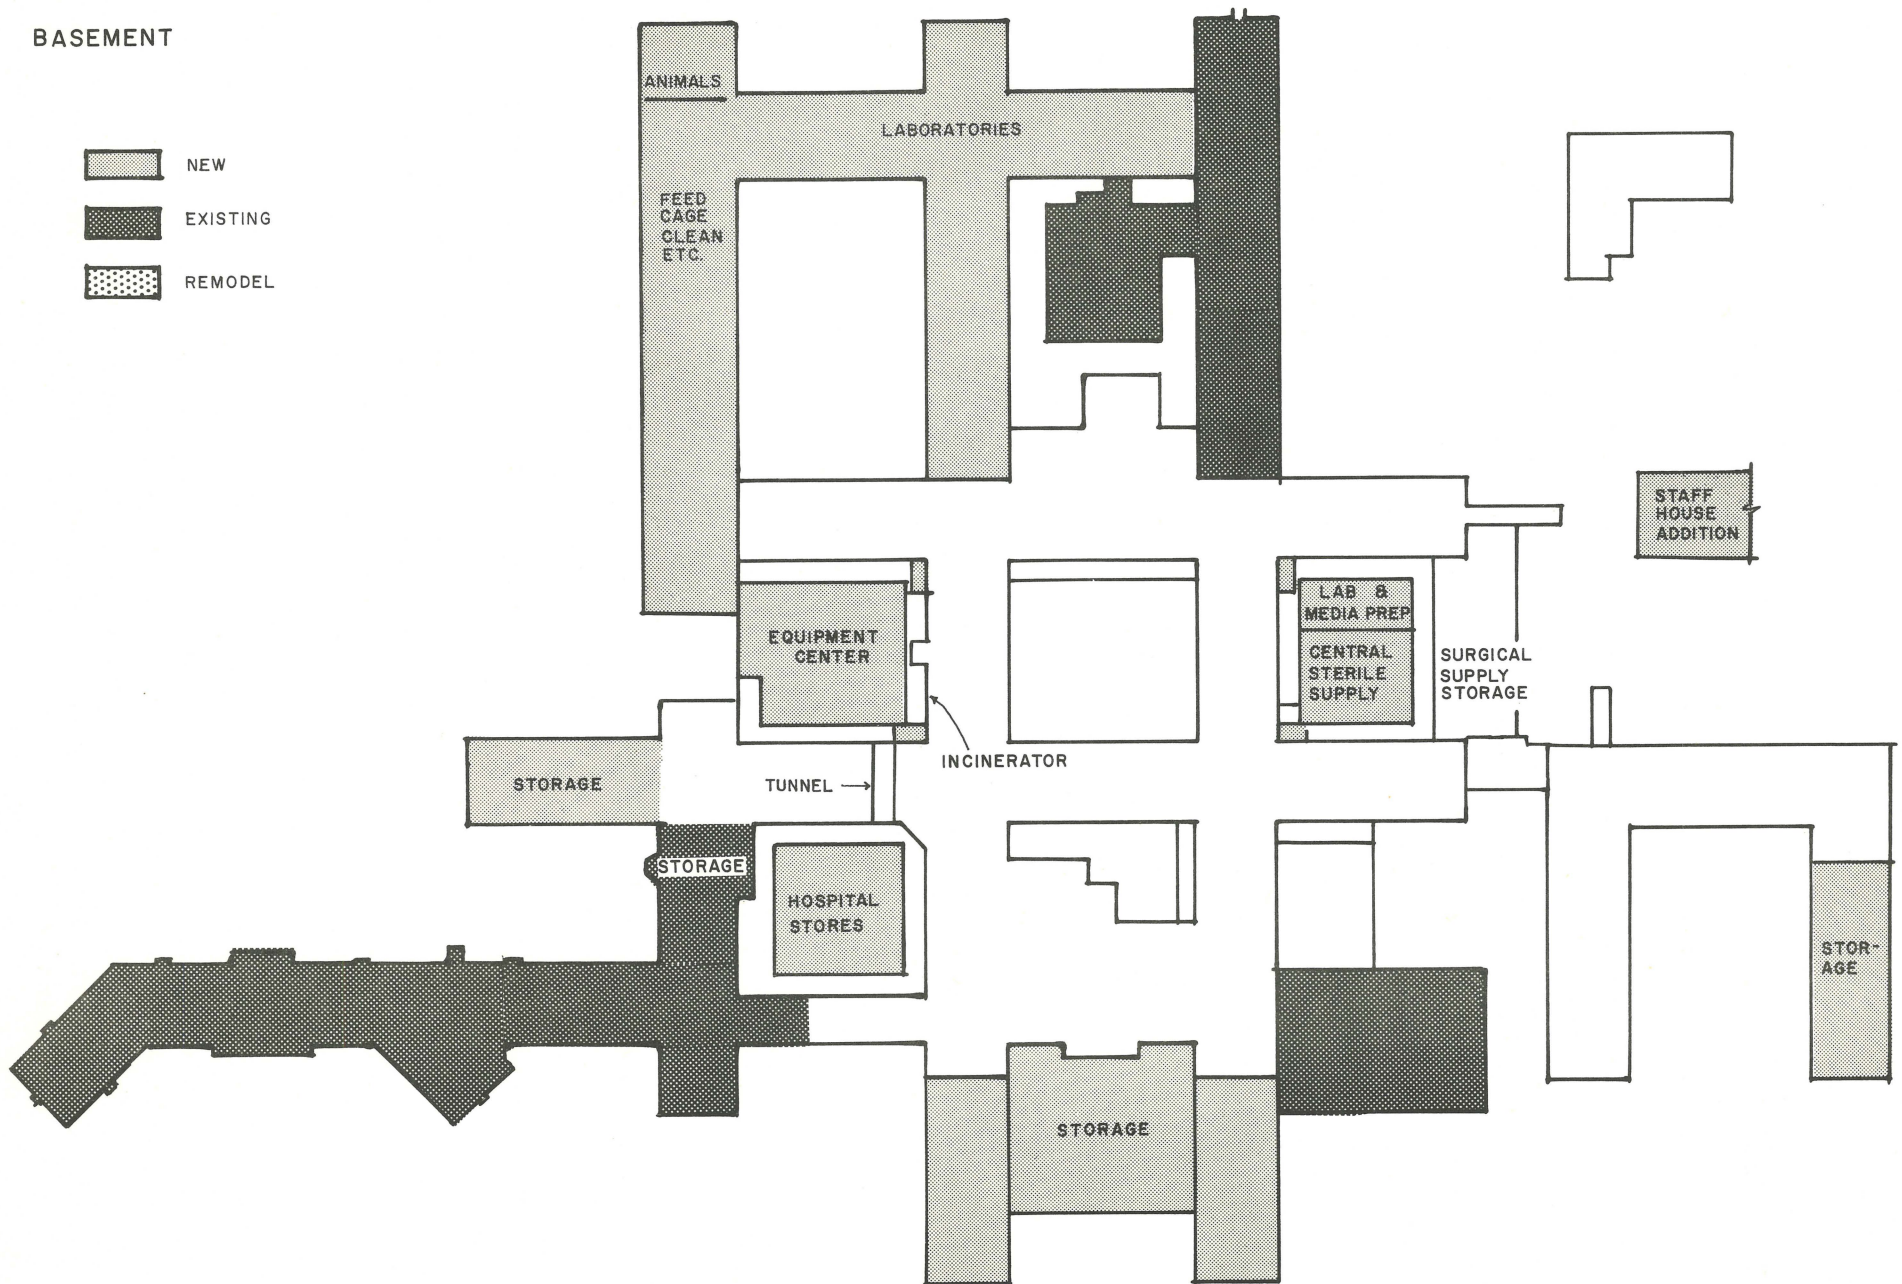 BASEMENT
NEW
EXISTING
REMODEL
ANIMALS
LABORATORIES
FEED
CAGE
CLEAN
ETC.
STAFF
HOUSE
ADDITION
EQUIPMENT
CENTER
LAB &
MEDIA PREP
CENTRAL
STERILE
SUPPLY
SURGICAL
SUPPLY
STORAGE
INCINERATOR
STORAGE
TUNNEL
STORAGE
HOSPITAL
STORES
STOR-
AGE
STORAGE